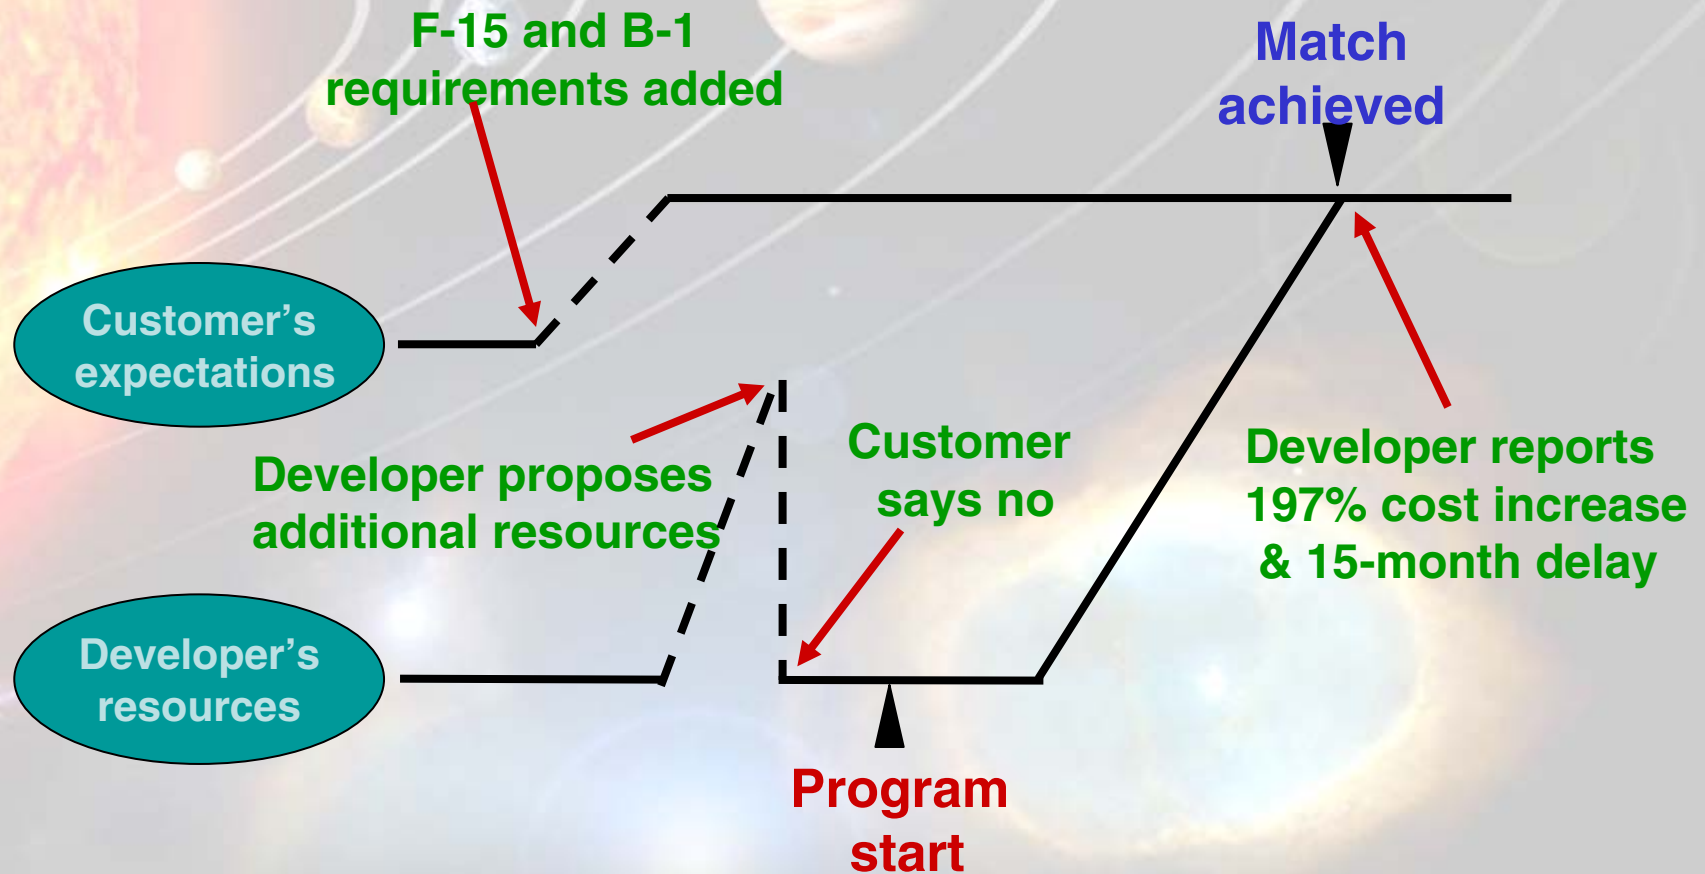 F-15 and B-1
requirements added
Match
achieved
Customer’s
expectations
Developer proposes
additional resources
Customer
says no
Developer reports
197% cost increase
& 15-month delay
Developer’s
resources
Program
start